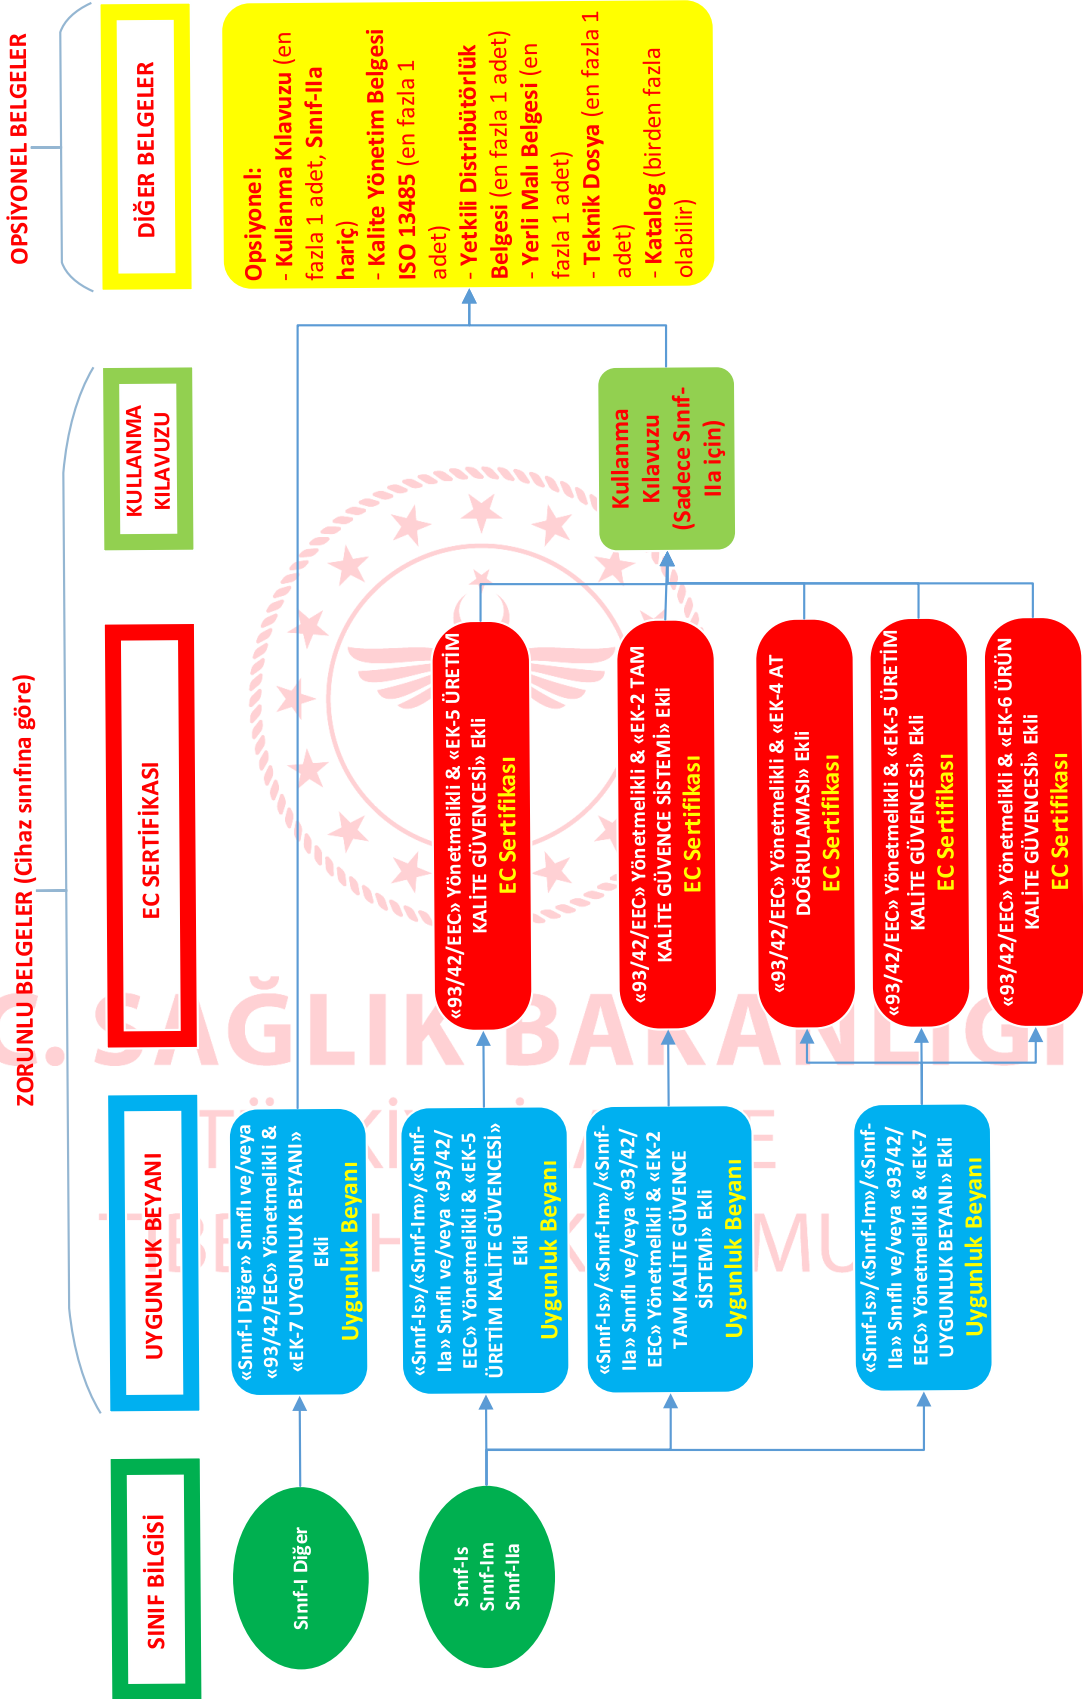 OPSİYONEL BELGELER
ZORUNLU BELGELER (Cihaz sınıfına göre)
SINIF BİLGİSİ
UYGUNLUK BEYANI
EC SERTİFİKASI
KULLANMA
KILAVUZU
DİĞER BELGELER
Sınıf-I Diğer
«Sınıf-I Diğer» Sınıflı ve/veya
«93/42/EEC» Yönetmelikli &
«EK-7 UYGUNLUK BEYANI»
Ekli
Uygunluk Beyanı
Sınıf-Is
Sınıf-Im
Sınıf-IIa
«Sınıf-Is»/«Sınıf-Im»/«Sınıf-
IIa» Sınıflı ve/veya «93/42/
EEC» Yönetmelikli & «EK-5
ÜRETİM KALİTE GÜVENCESİ»
Ekli
Uygunluk Beyanı
«93/42/EEC» Yönetmelikli & «EK-5 ÜRETİM
KALİTE GÜVENCESİ» Ekli
EC Sertifikası
«Sınıf-Is»/«Sınıf-Im»/«Sınıf-
IIa» Sınıflı ve/veya «93/42/
EEC» Yönetmelikli & «EK-2
TAM KALİTE GÜVENCE
SİSTEMİ» Ekli
Uygunluk Beyanı
«93/42/EEC» Yönetmelikli & «EK-2 TAM
KALİTE GÜVENCE SİSTEMİ» Ekli
EC Sertifikası
«Sınıf-Is»/«Sınıf-Im»/«Sınıf-
IIa» Sınıflı ve/veya «93/42/
EEC» Yönetmelikli & «EK-7
UYGUNLUK BEYANI» Ekli
Uygunluk Beyanı
«93/42/EEC» Yönetmelikli & «EK-4 AT
DOĞRULAMASI» Ekli
EC Sertifikası
«93/42/EEC» Yönetmelikli & «EK-5 ÜRETİM
KALİTE GÜVENCESİ» Ekli
EC Sertifikası
«93/42/EEC» Yönetmelikli & «EK-6 ÜRÜN
KALİTE GÜVENCESİ» Ekli
EC Sertifikası
Kullanma
Kılavuzu
(Sadece Sınıf-
IIa için)
Opsiyonel:
- Kullanma Kılavuzu (en
fazla 1 adet, Sınıf-IIa
hariç)
- Kalite Yönetim Belgesi
ISO 13485 (en fazla 1
adet)
- Yetkili Distribütörlük
Belgesi (en fazla 1 adet)
- Yerli Malı Belgesi (en
fazla 1 adet)
- Teknik Dosya (en fazla 1
adet)
- Katalog (birden fazla
olabilir)
C. SAĞLIK BAKANLIĞI